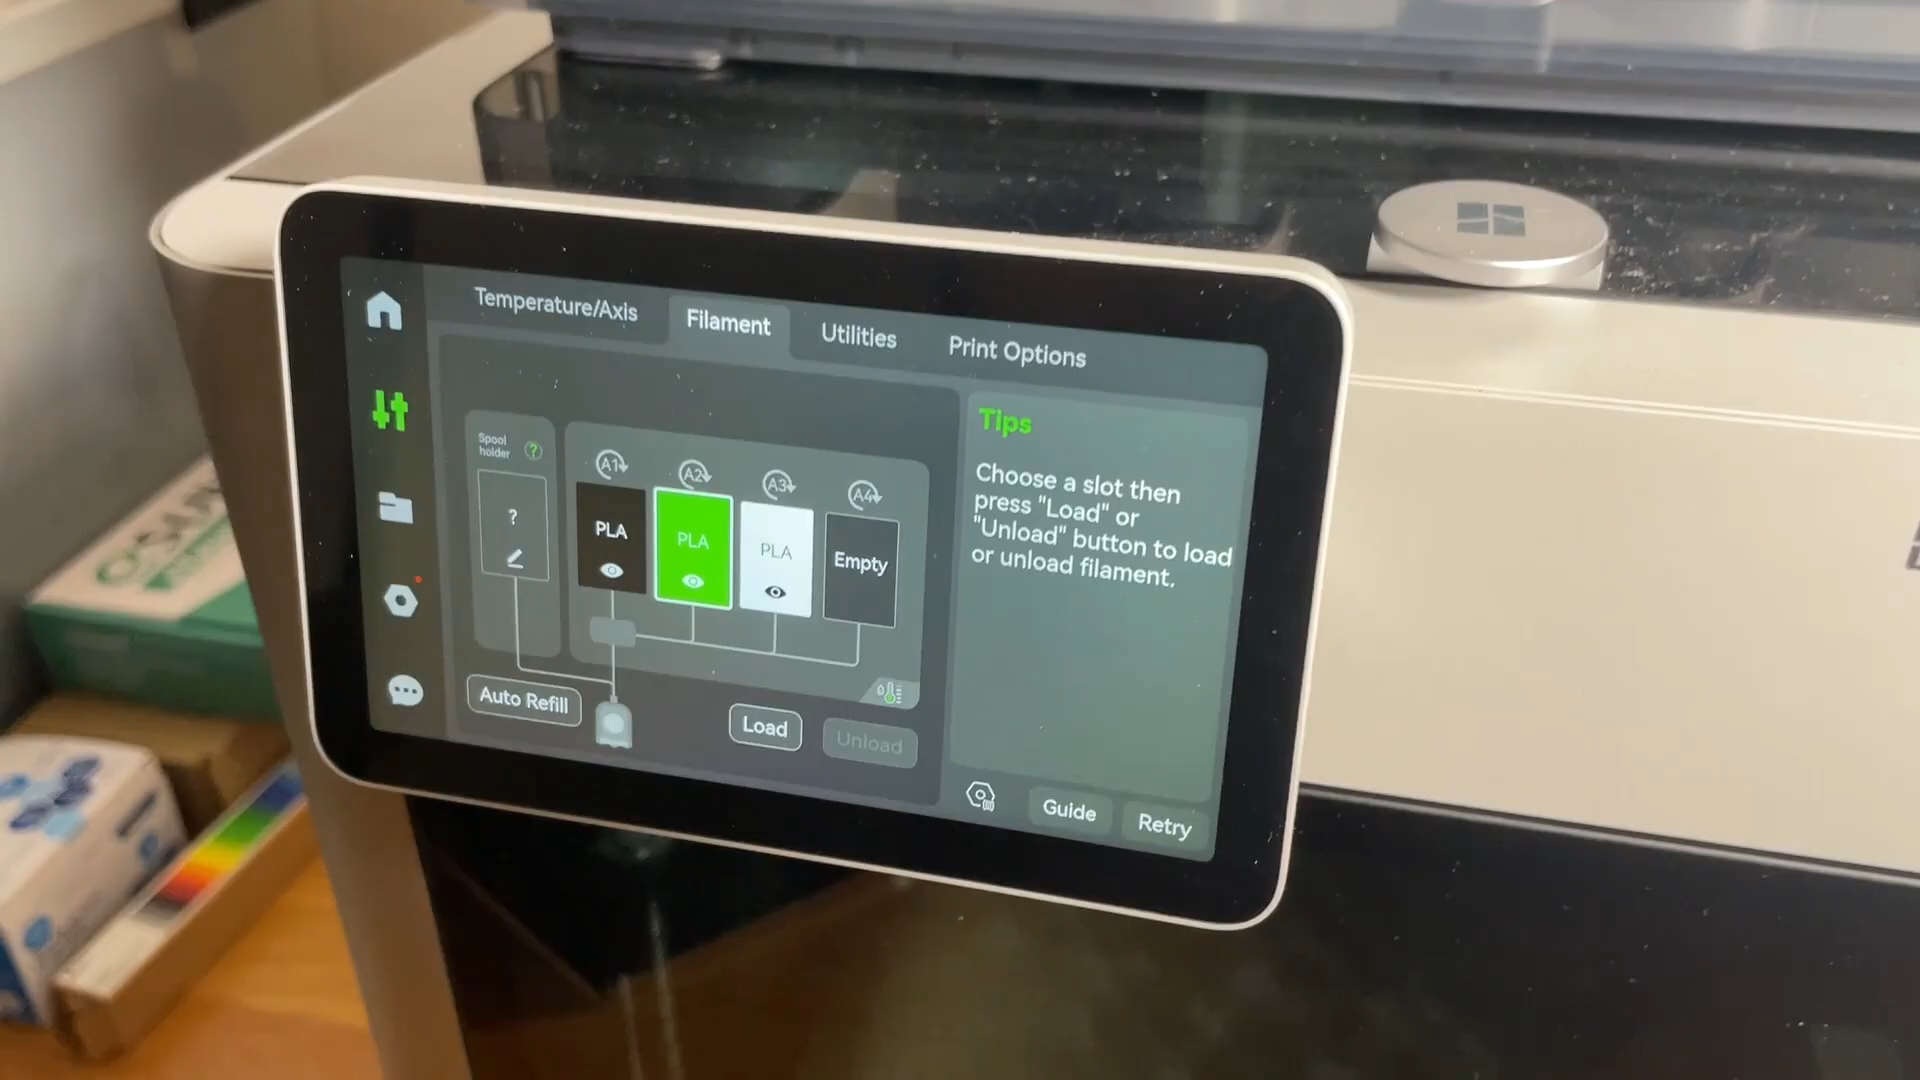 Temperature/Axis
Filament
Utilities
Print Options
Spool
holder
?
?
A1
A2
A3
A4
PLA
PLA
PLA
Empty
Auto Refill
Load
Unload
Tips
Choose a slot then
press "Load" or
"Unload" button to load
or unload filament.
Guide
Retry